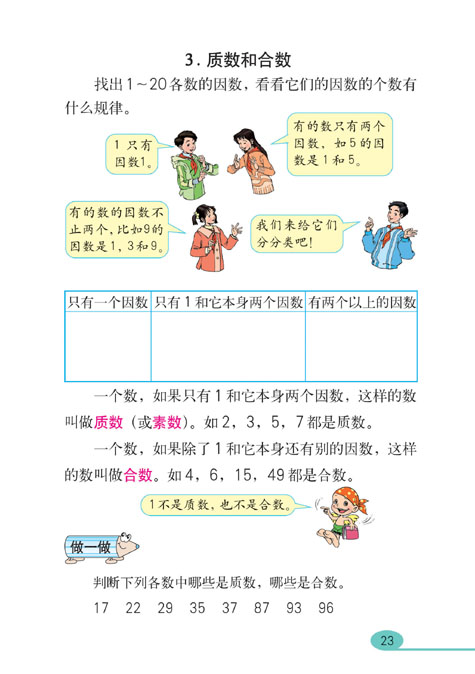 3. 质数和合数
找出1～20各数的因数，看看它们的因数的个数有
什么规律。
1 只有
因数1。
有的数只有两个
因数，如5的因
数是1和5。
有的数的因数不
止两个，比如9的
因数是1，3和9。
我们来给它们
分分类吧！
只有一个因数 只有1和它本身两个因数 有两个以上的因数
一个数，如果只有1和它本身两个因数，这样的数
叫做质数（或素数）。如2，3，5，7都是质数。
一个数，如果除了1和它本身还有别的因数，这样
的数叫做合数。如4，6，15，49都是合数。
1不是质数，也不是合数。
做一做
判断下列各数中哪些是质数，哪些是合数。
17 22 29 35 37 87 93 96
23